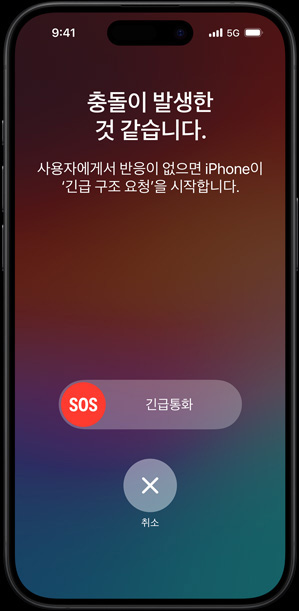 9:41
5G
충돌이 발생한
것 같습니다.
사용자에게서 반응이 없으면 iPhone이
‘긴급 구조 요청’을 시작합니다.
SOS
긴급통화
취소